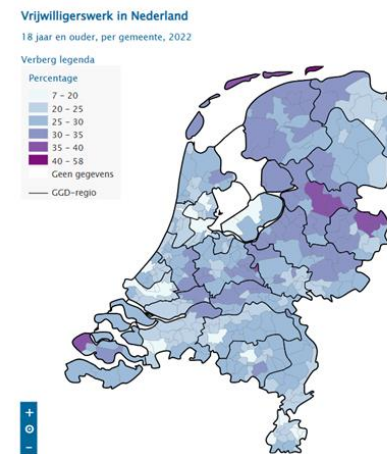 Vrijwilligerswerk in Nederland
18 jaar en ouder, per gemeente, 2022
Verberg legenda
Percentage
7 - 20
20 - 25
25 - 30
30 - 35
35 - 40
40 - 58
Geen gegevens
GGD-regio
+
−